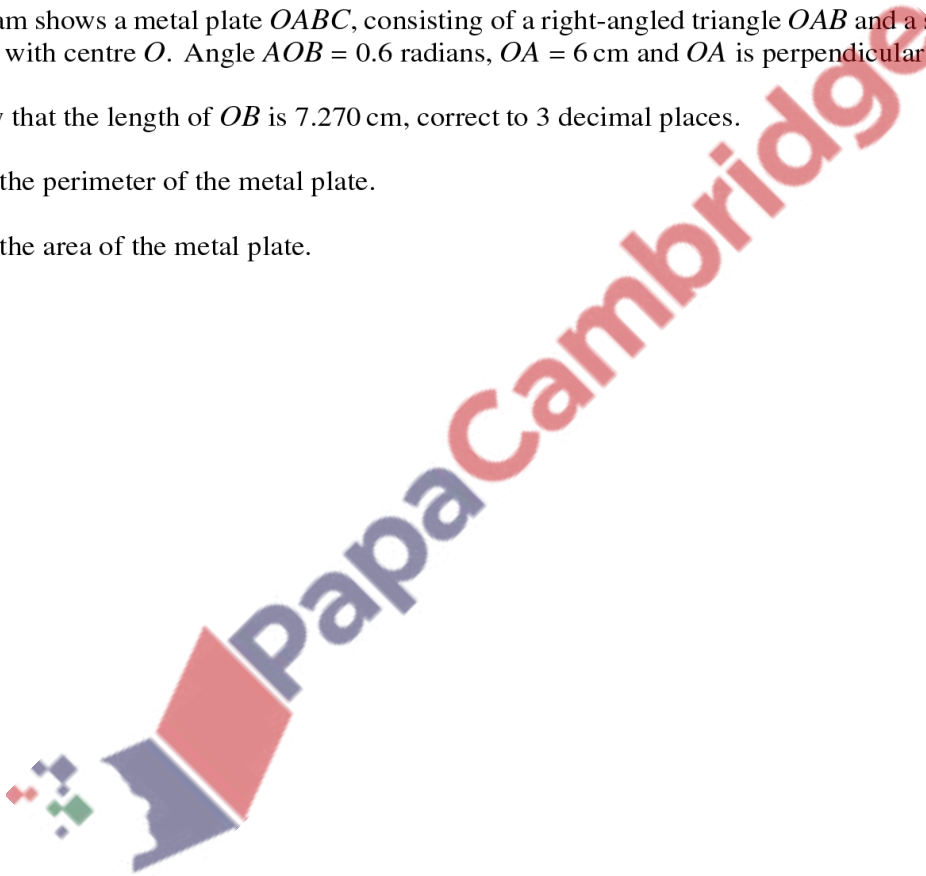 am shows a metal plate OABC, consisting of a right-angled triangle OAB and a
with centre O. Angle AOB = 0.6 radians, OA = 6 cm and OA is perpendicular
that the length of OB is 7.270 cm, correct to 3 decimal places.
the perimeter of the metal plate.
the area of the metal plate.
PapaCambridge